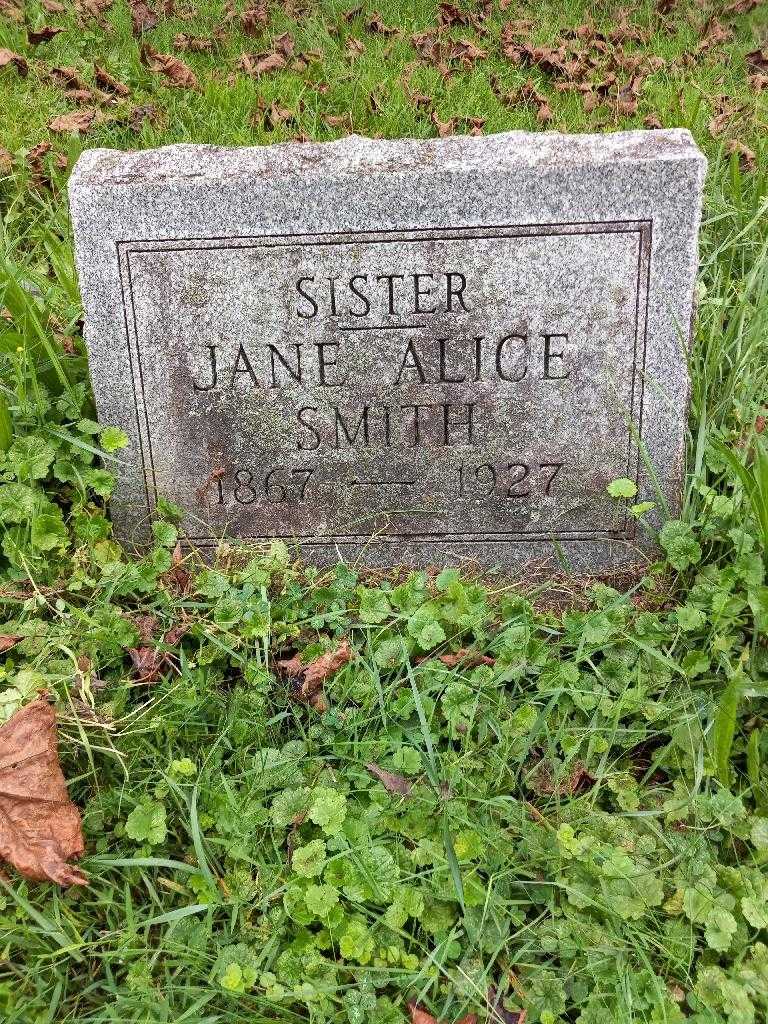 SISTER
JANE ALICE
SMITH
1867 — 1927